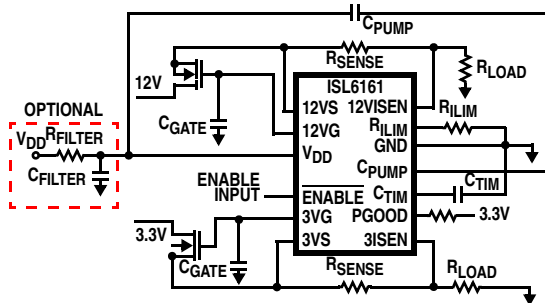 CPUMP
RSENSE
12V
RLOAD
ISL6161
OPTIONAL
12VS
12VISEN
RILIM
VDD
RFILTER
CGATE
12VG
RILIM
GND
VDD
CFILTER
CPUMP
ENABLE
INPUT
ENABLE
CTIM
CTIM
3VG
PGOOD
3.3V
3.3V
3VS
3ISEN
CGATE
RSENSE
RLOAD